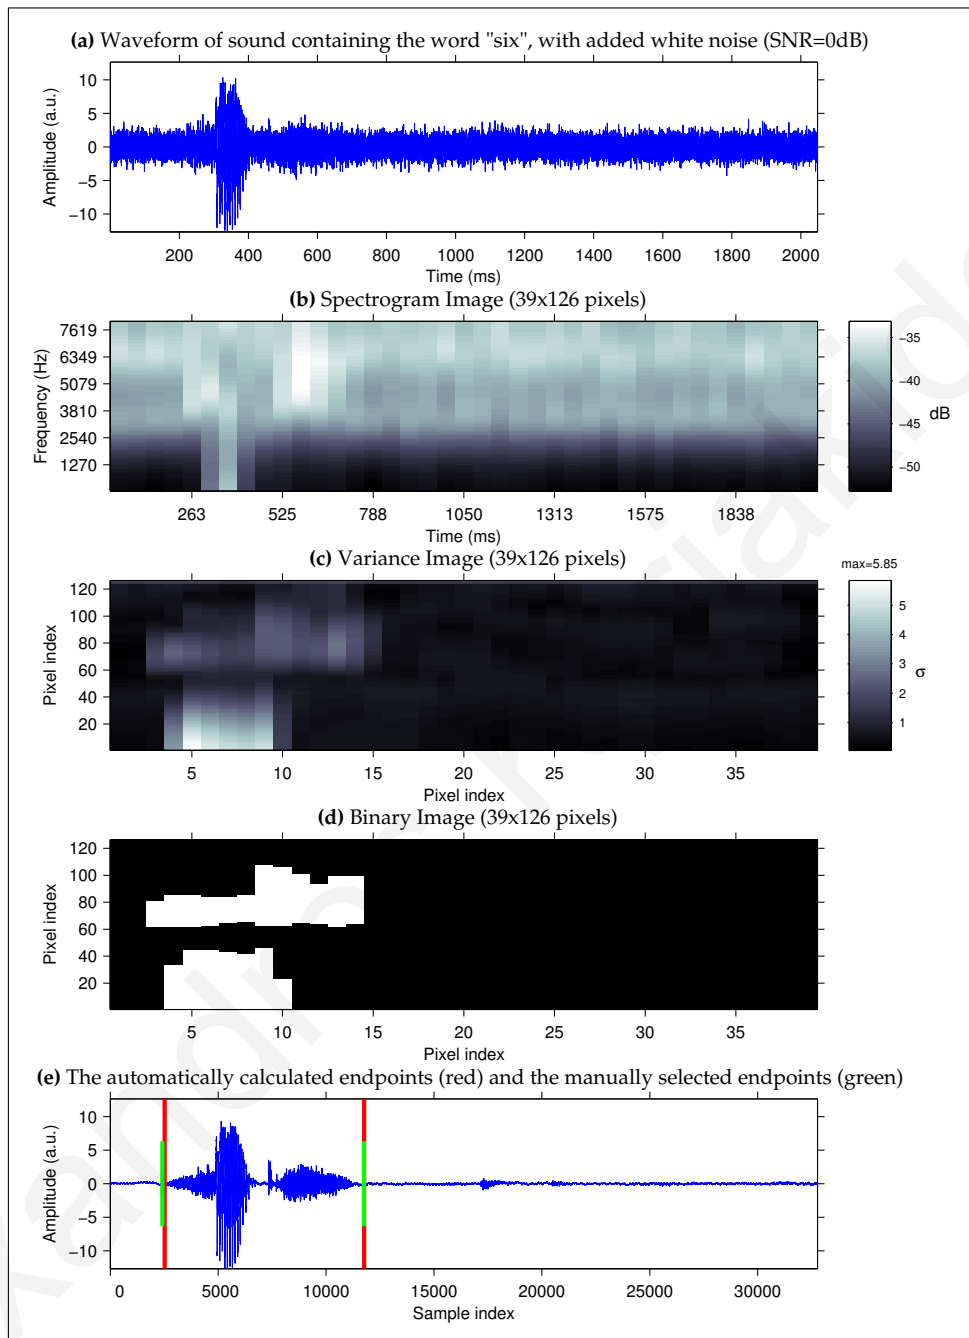 (a) Waveform of sound containing the word "six", with added white noise (SNR=0dB)
10
5
0
−5
−10
Amplitude (a.u.)
200 400 600 800 1000 1200 1400 1600 1800 2000
Time (ms)
(b) Spectrogram Image (39x126 pixels)
7619
6349
5079
3810
2540
1270
Frequency (Hz)
263 525 788 1050 1313 1575 1838
Time (ms)
−35
−40
−45
−50
dB
(c) Variance Image (39x126 pixels)
max=5.85
120
100
80
60
40
20
Pixel index
5 10 15 20 25 30 35
Pixel index
5
4
3
2
1
σ
(d) Binary Image (39x126 pixels)
120
100
80
60
40
20
Pixel index
5 10 15 20 25 30 35
Pixel index
(e) The automatically calculated endpoints (red) and the manually selected endpoints (green)
10
5
0
−5
−10
Amplitude (a.u.)
0 5000 10000 15000 20000 25000 30000
Sample index